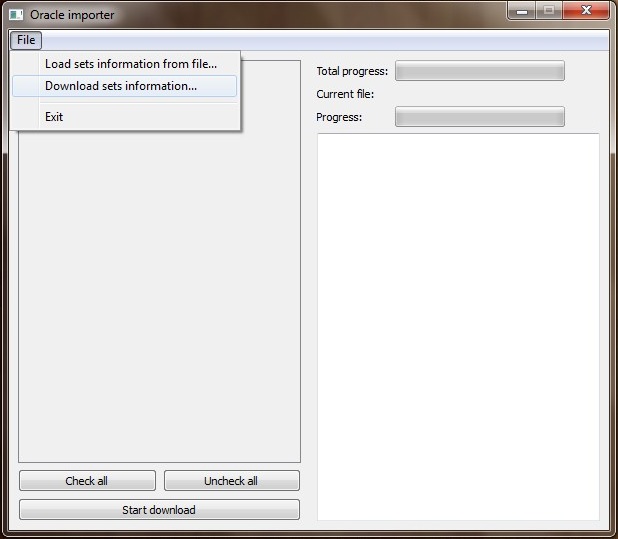 Oracle importer
File
Load sets information from file...
Download sets information...
Exit
Total progress:
Current file:
Progress:
Check all
Uncheck all
Start download